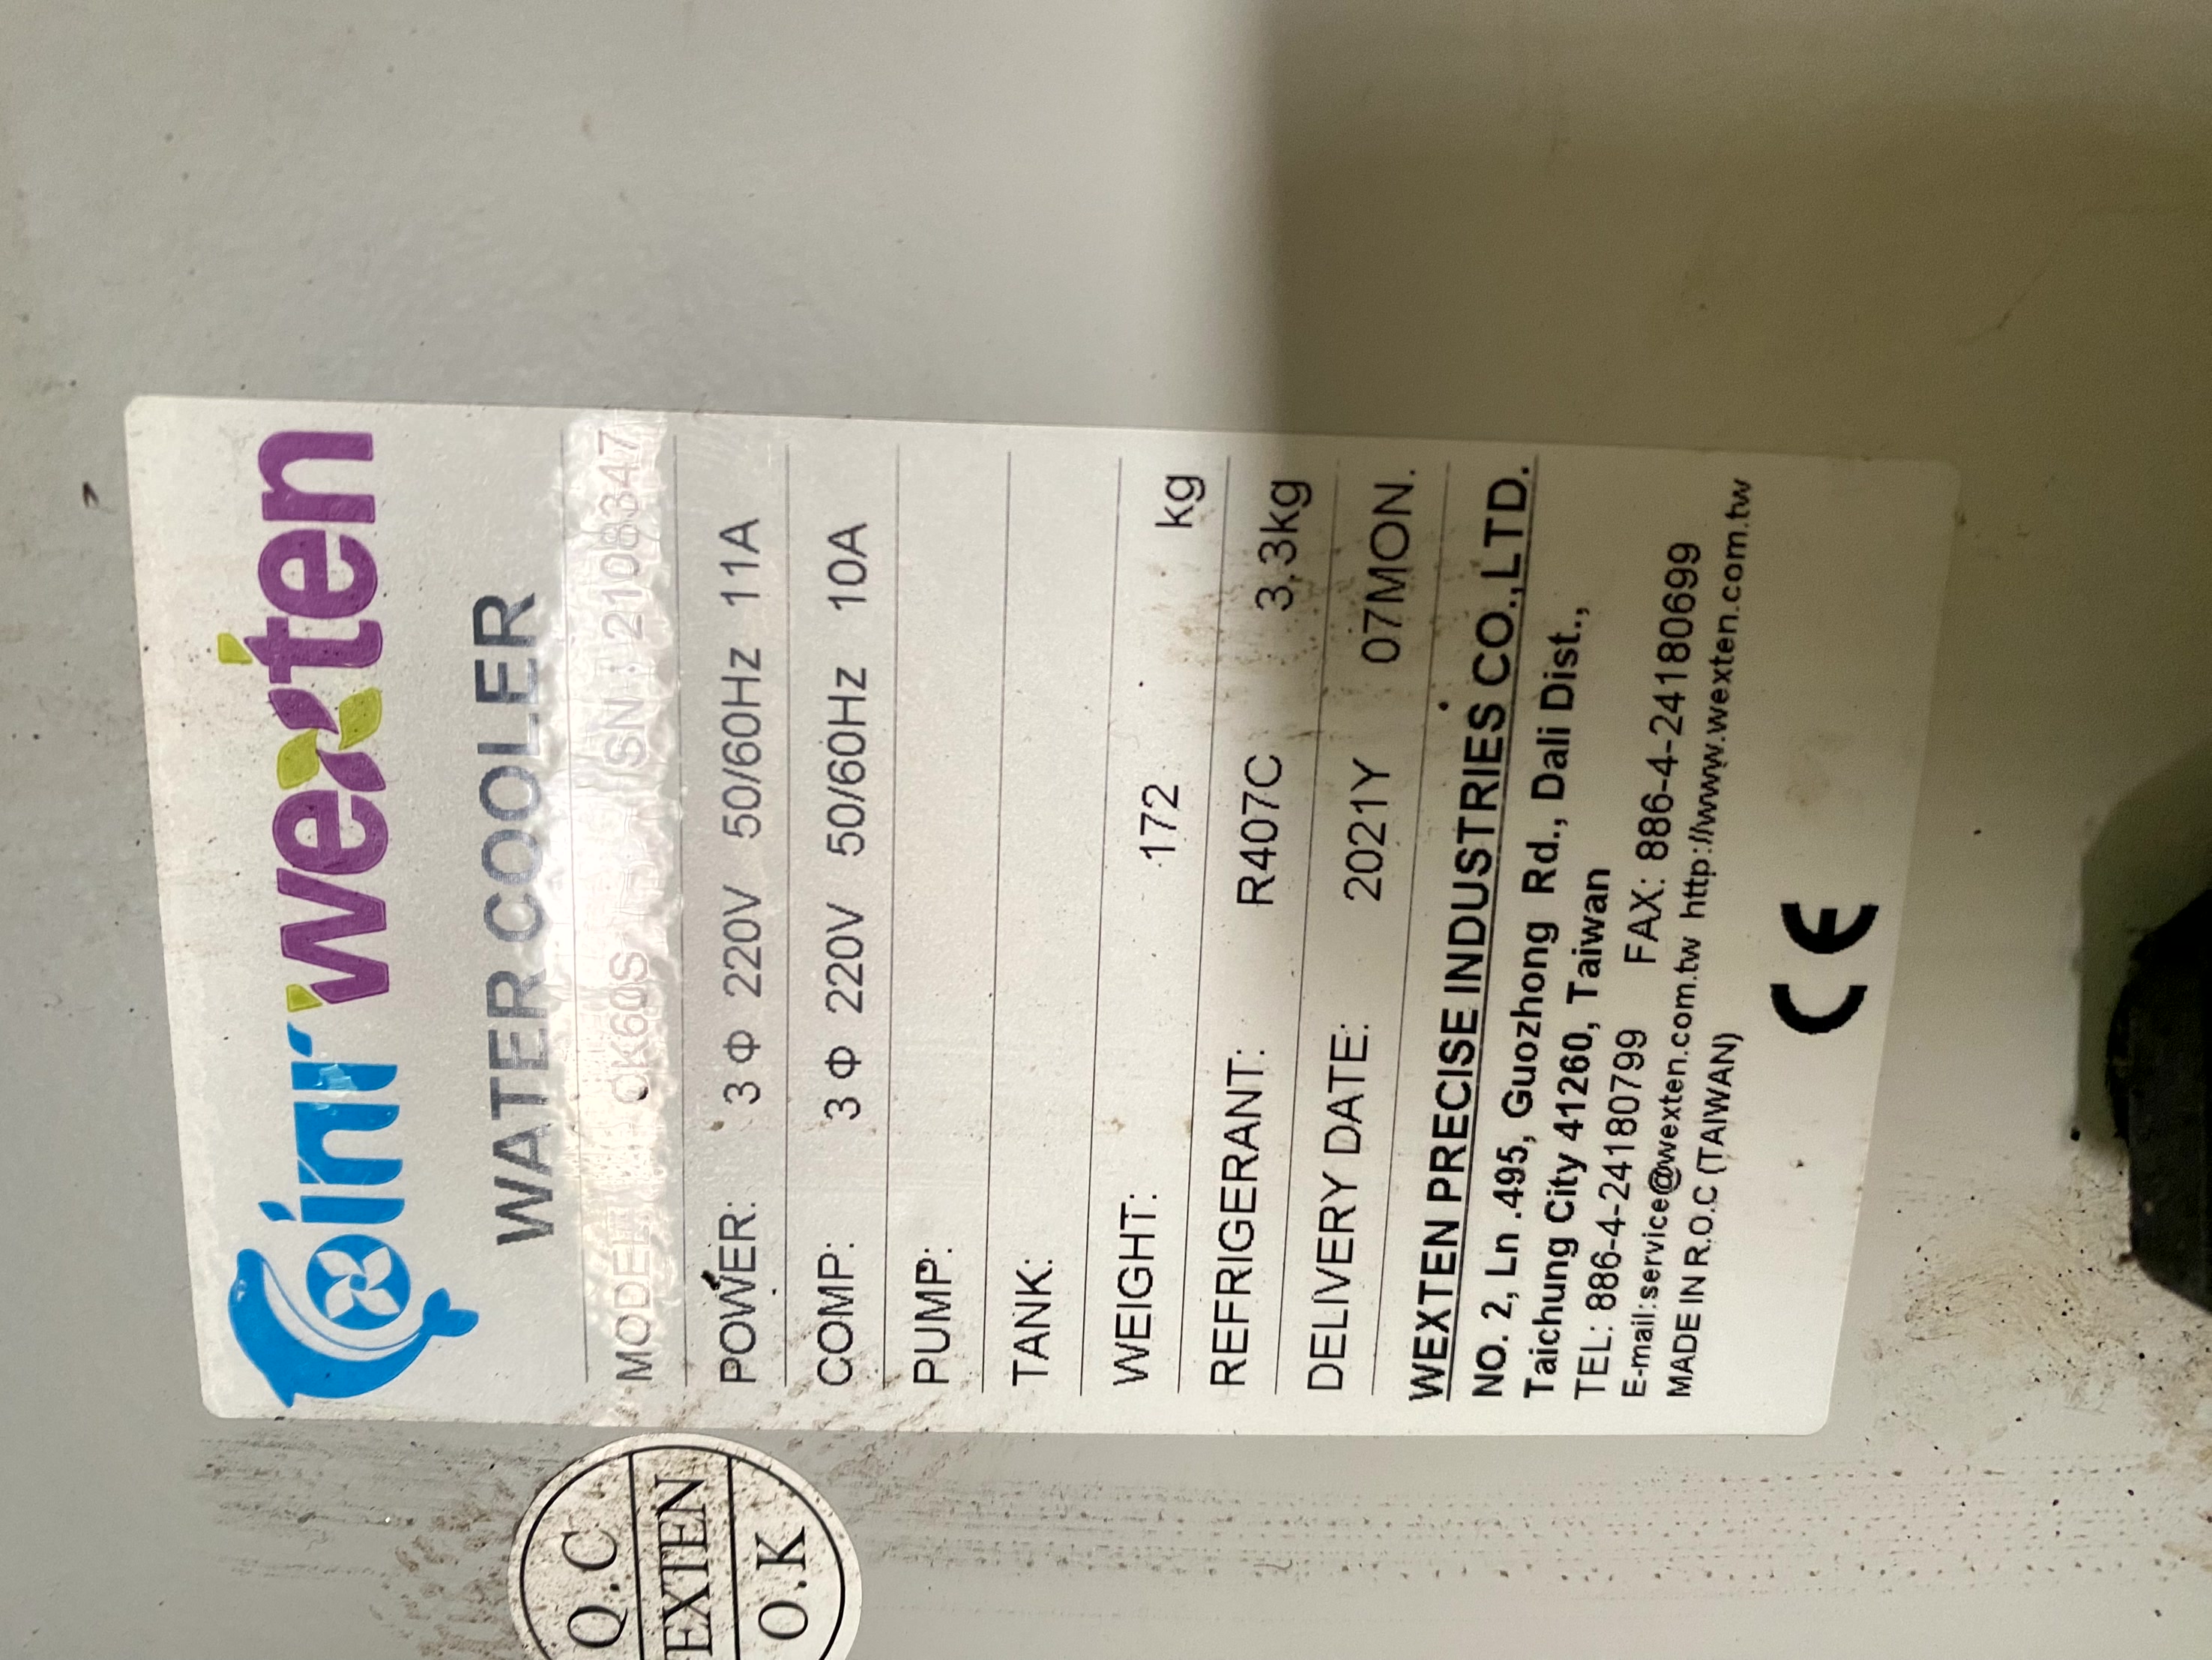 oinr wexten
WATER COOLER
MODEL: CK60S SN : 2108347
POWER: 3 Φ 220V 50/60Hz 11A
COMP: 3 Φ 220V 50/60Hz 10A
PUMP:
TANK:
WEIGHT: 172 kg
REFRIGERANT: R407C 3.3kg
DELIVERY DATE: 2021Y 07MON.
WEXTEN PRECISE INDUSTRIES CO.,LTD.
NO. 2, Ln .495, Guozhong Rd., Dali Dist.,
Taichung City 41260, Taiwan
TEL: 886-4-24180799 FAX: 886-4-24180699
E-mail:service@wexten.com.tw http://www.wexten.com.tw
MADE IN R.O.C (TAIWAN)
CE
Q.C
EXTEN
O.K